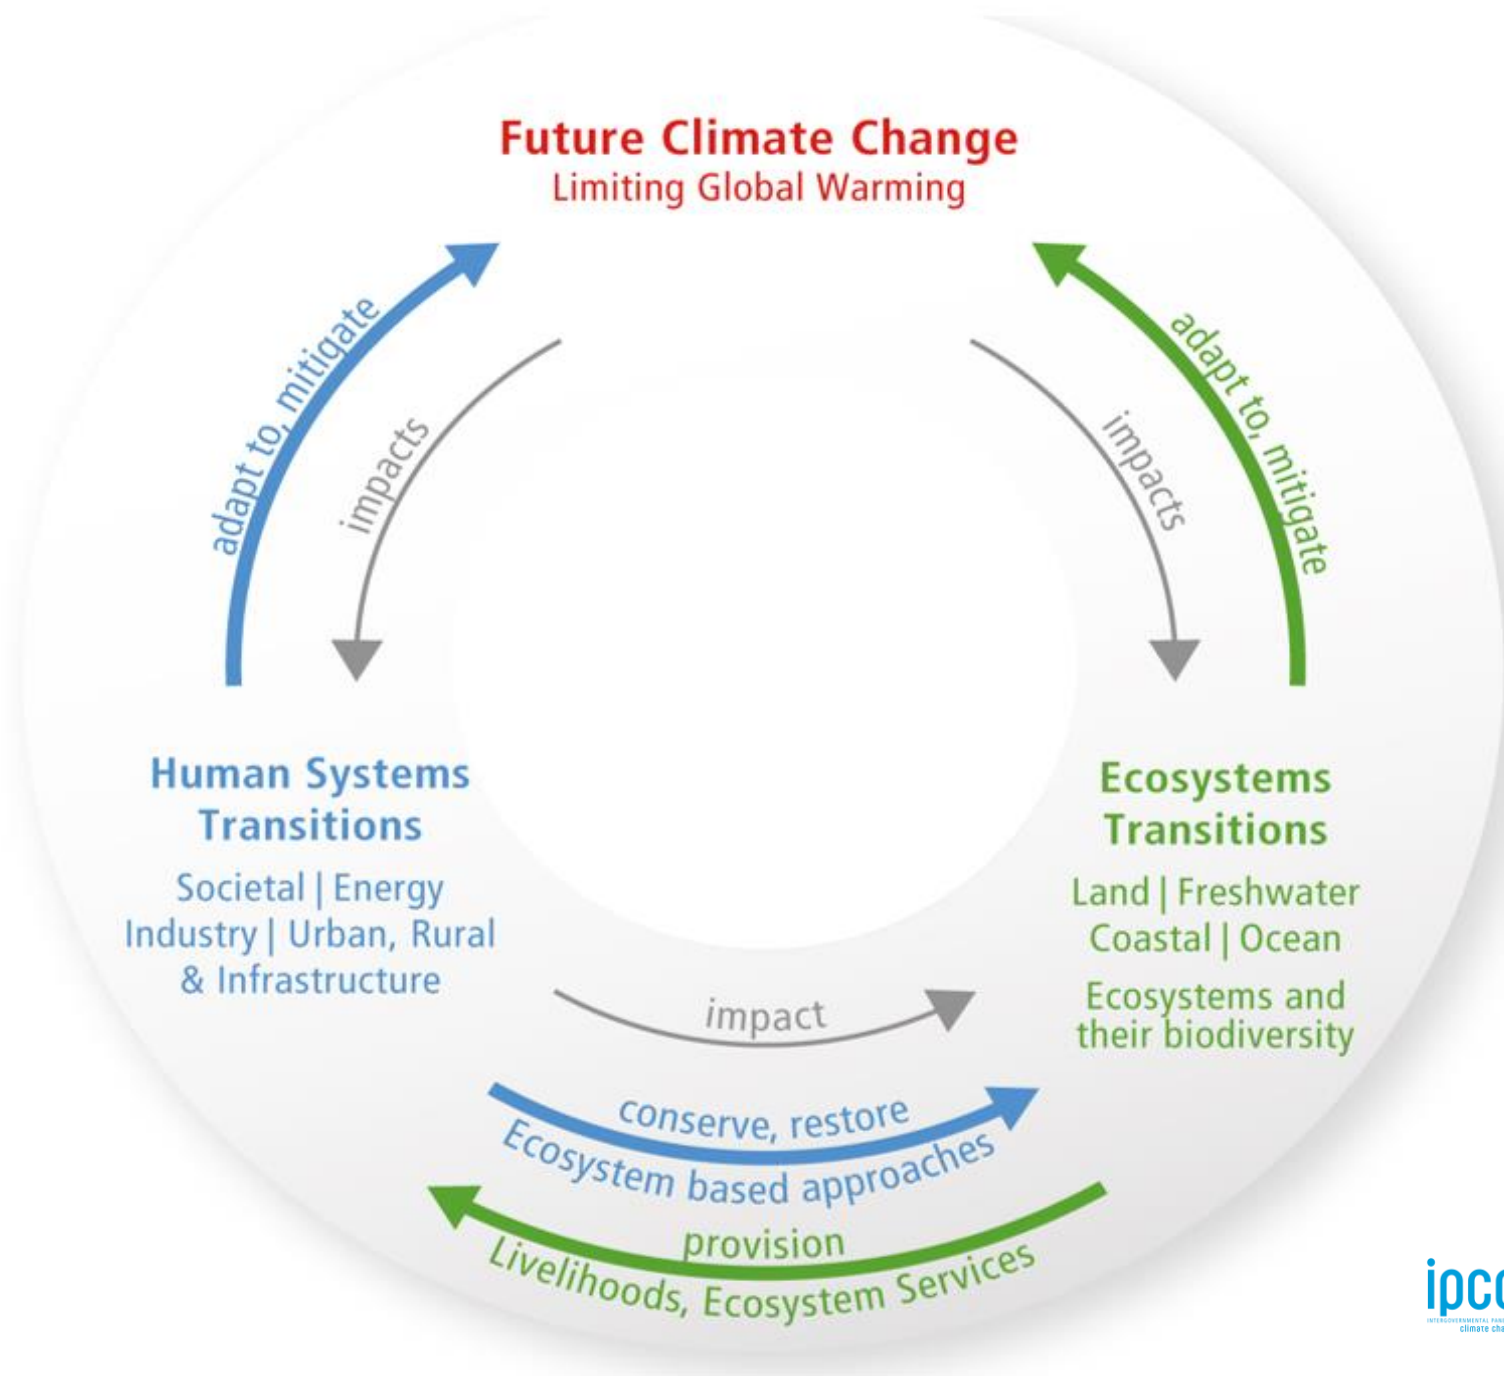 Future Climate Change
Limiting Global Warming
adapt to, mitigate
impacts
impacts
adapt to, mitigate
Human Systems
Transitions
Societal | Energy
Industry | Urban, Rural
& Infrastructure
Ecosystems
Transitions
Land | Freshwater
Coastal | Ocean
Ecosystems and
their biodiversity
impact
conserve, restore
Ecosystem based approaches
provision
Livelihoods, Ecosystem Services
ipcc
INTERGOVERNMENTAL
climate